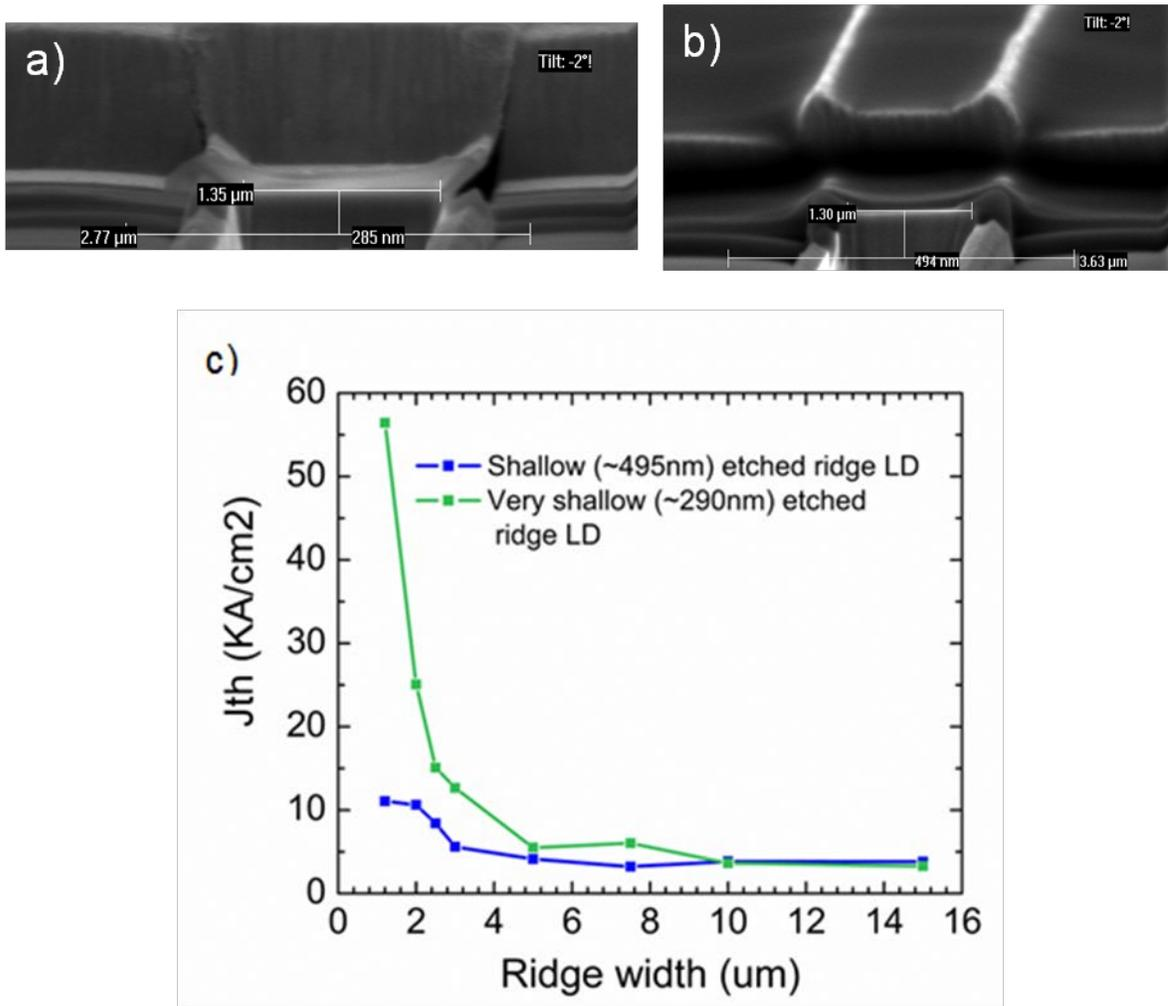 a)
Tilt: -2°!
1.35 µm
2.77 µm
285 nm
b)
Tilt: -2°!
1.30 µm
494 nm
3.63 µm
c)
60
50
40
30
20
10
0
Jth (KA/cm2)
Shallow (~495nm) etched ridge LD
Very shallow (~290nm) etched
ridge LD
0 2 4 6 8 10 12 14 16
Ridge width (um)